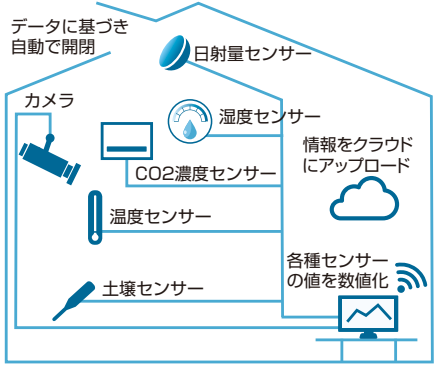 データに基づき
自動で開閉
日射量センサー
カメラ
湿度センサー
情報をクラウド
にアップロード
CO2濃度センサー
温度センサー
各種センサー
の値を数値化
土壌センサー